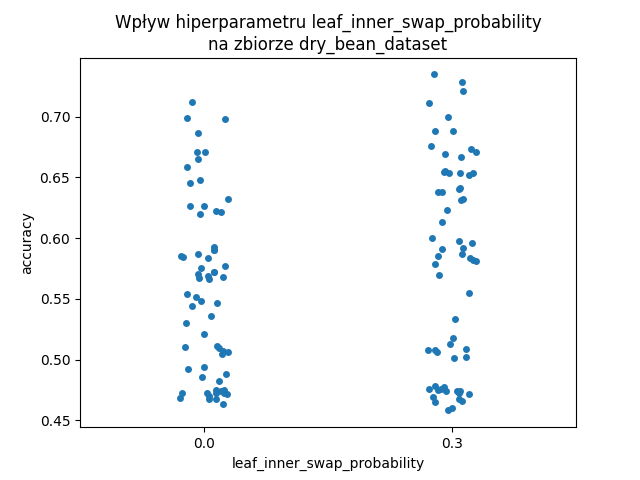 Wpływ hiperparametru leaf_inner_swap_probability
na zbiorze dry_bean_dataset
0.70
0.65
0.60
0.55
0.50
0.45
accuracy
0.0
0.3
leaf_inner_swap_probability